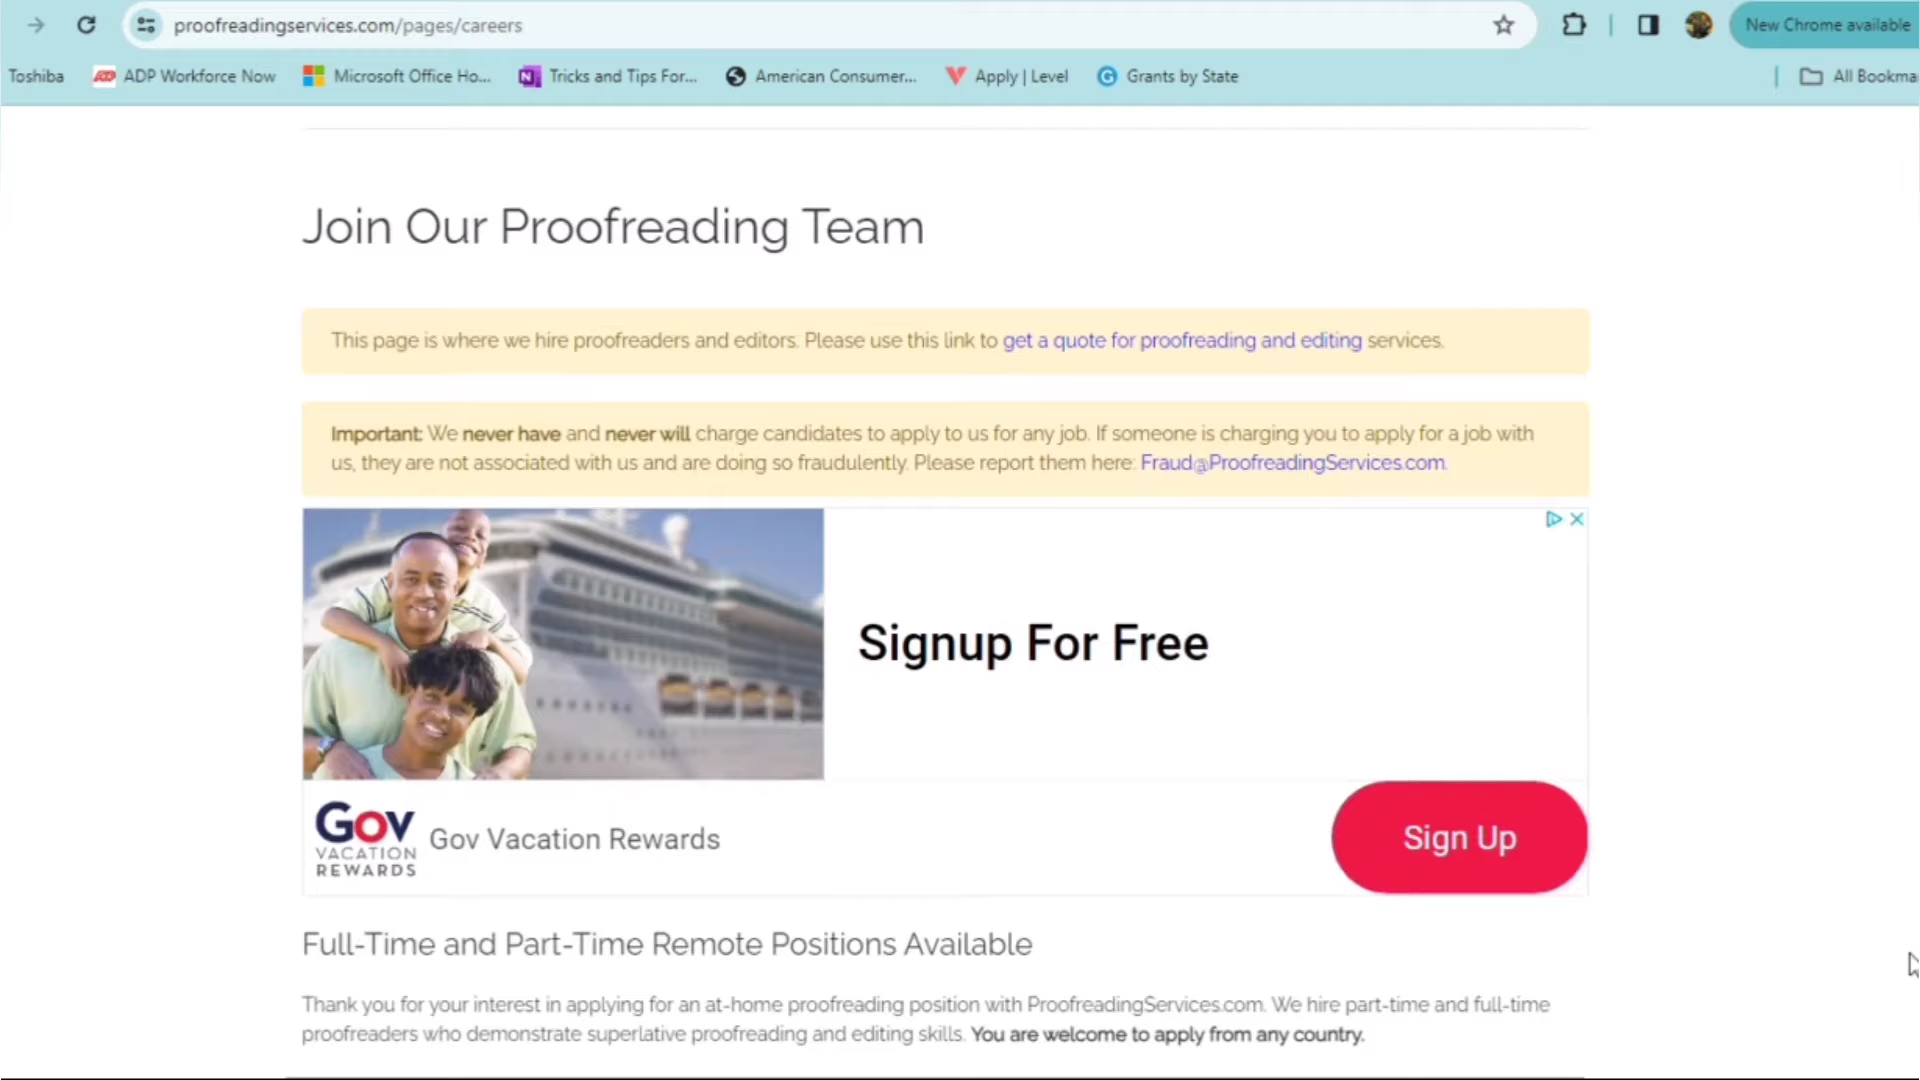 proofreadingservices.com/pages/careers
New Chrome available
Toshiba
ADP Workforce Now
Microsoft Office Ho...
Tricks and Tips For...
American Consumer...
Apply | Level
Grants by State
All Bookma
Join Our Proofreading Team
This page is where we hire proofreaders and editors. Please use this link to get a quote for proofreading and editing services.
Important: We never have and never will charge candidates to apply to us for any job. If someone is charging you to apply for a job with
us, they are not associated with us and are doing so fraudulently. Please report them here: Fraud@ProofreadingServices.com.
Signup For Free
GOV
VACATION
REWARDS
Gov Vacation Rewards
Sign Up
Full-Time and Part-Time Remote Positions Available
Thank you for your interest in applying for an at-home proofreading position with ProofreadingServices.com. We hire part-time and full-time
proofreaders who demonstrate superlative proofreading and editing skills. You are welcome to apply from any country.